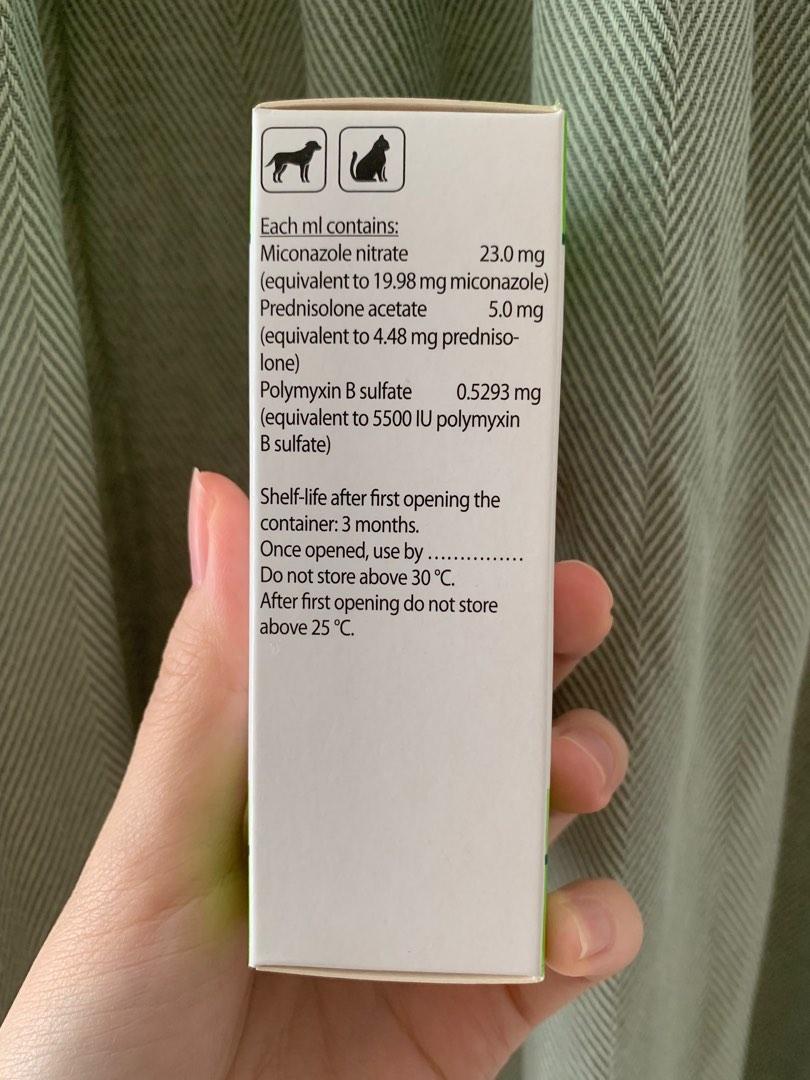 Each ml contains:
Miconazole nitrate 23.0 mg
(equivalent to 19.98 mg miconazole)
Prednisolone acetate 5.0 mg
(equivalent to 4.48 mg predniso-
lone)
Polymyxin B sulfate 0.5293 mg
(equivalent to 5500 IU polymyxin
B sulfate)
Shelf-life after first opening the
container: 3 months.
Once opened, use by ...............
Do not store above 30 °C.
After first opening do not store
above 25 °C.